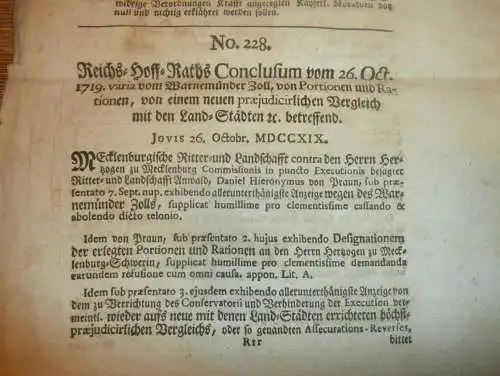 widrige Verordnungen Krafft angeregten Kayserl. Monitorii vor
null und nichtig erklähret werden sollen.
No. 228.
Reichs-Hoff-Raths Conclusum vom 26. Oct.
1719. varia vom Warnemünder Zoll, von Portionen und Ra-
tionen, von einem neuen præjudicirlichen Vergleich
mit den Land-Städten ꝛc. betreffend.
Jovis 26. Octobr. MDCCXIX.
MEcklenburgische Ritter- und Landschafft contra den Herrn Her-
tzogen zu Mecklenburg Commissionis in puncto Executionis besagter
Ritter- und Landschafft Anwald, Daniel Hieronymus von Praun, sub præ-
sentato 7. Sept. nup. exhibendo allerunterthänigste Anzeige wegen des War-
nemünder Zolls, supplicat humillime pro clementissime cassando &
abolendo dicto telonio.
Idem von Praun, sub præsentato 2. hujus exhibendo Designationem
der erlegten Portionen und Rationen an den Herrn Hertzogen zu Meck-
lenburg-Schwerin, supplicat humillime pro clementissime demandanda
earundem refusione cum omni causa. appon. Lit. A.
Idem sub præsentato 3. ejusdem exhibendo allerunterthänigste Anzeige von
dem zu Verrichtung des Conservatorii und Verbinderung der Execution ver-
meintl. wieder aufs neue mit denen Land-Städten errichteten höchst-
præjudicirlichen Vergleichs, oder so genandten Assecurations-Reverses,
Rrr bittet